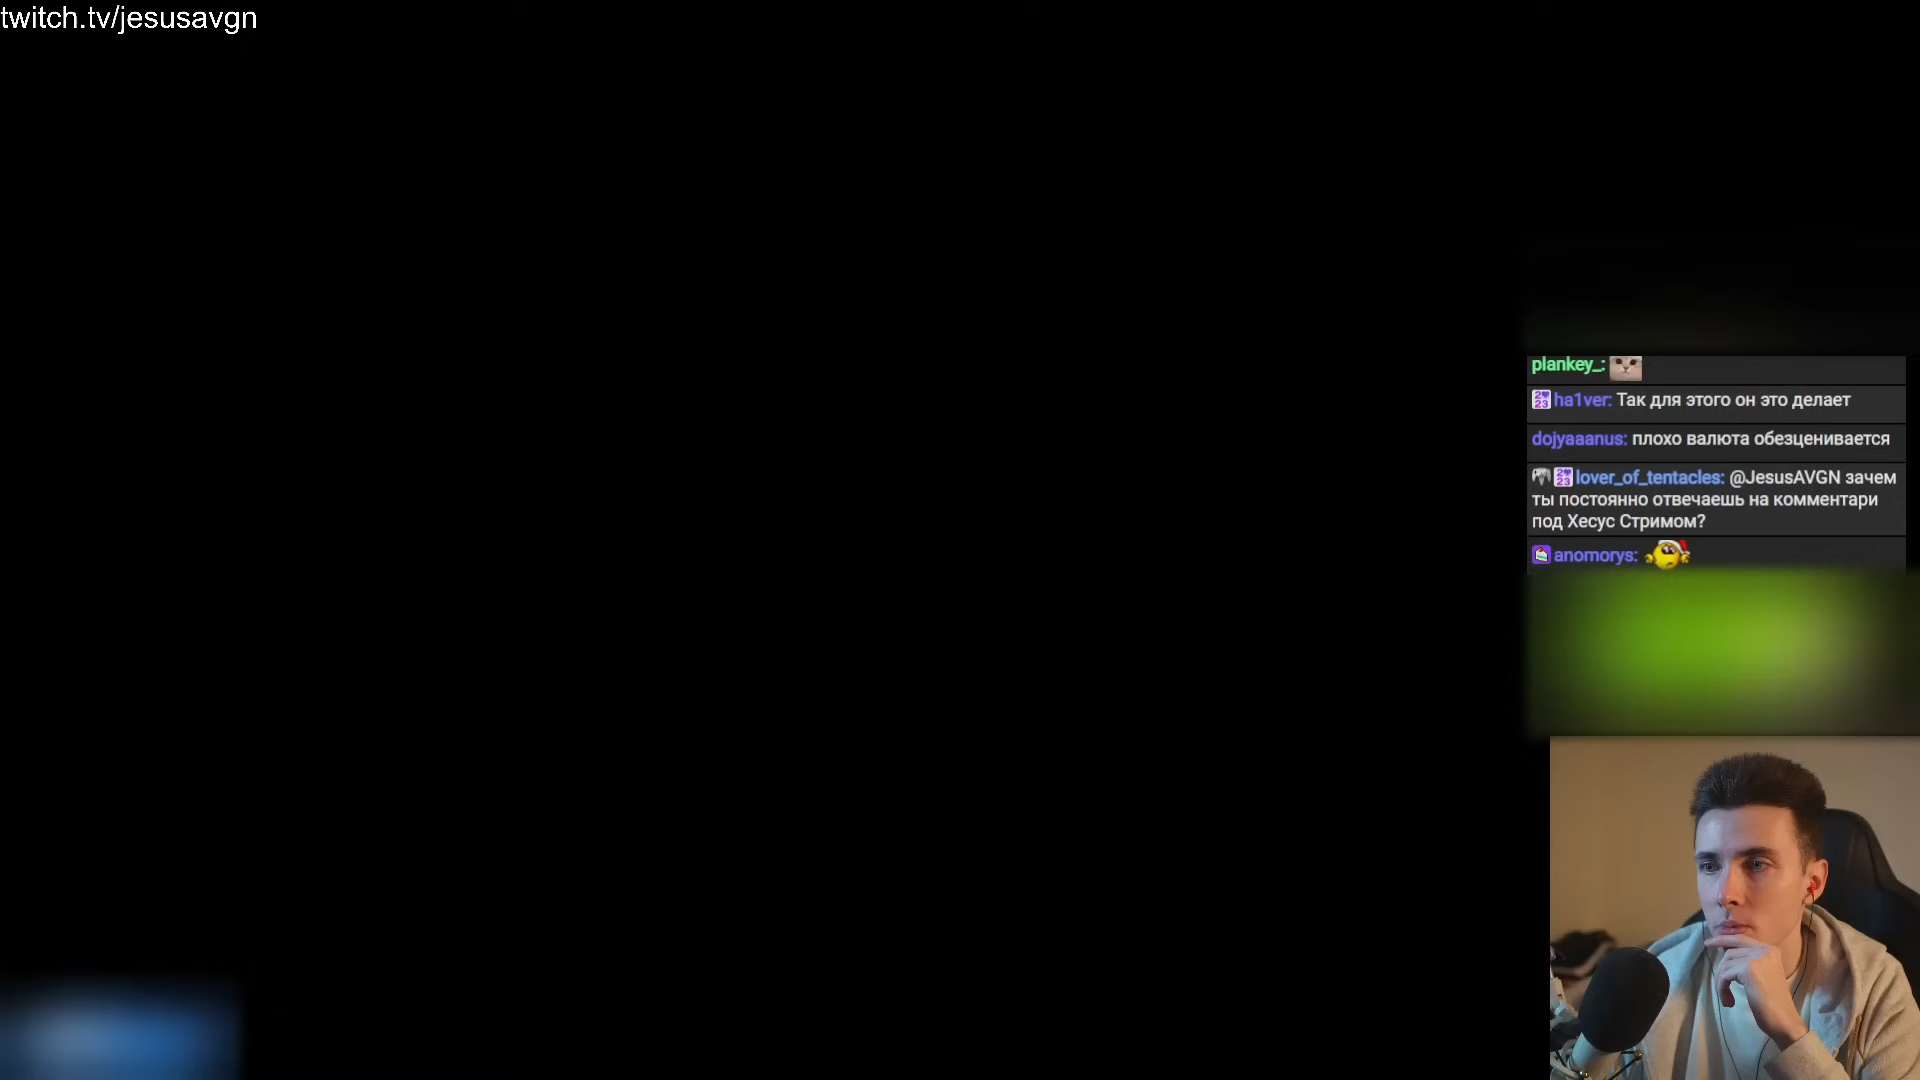 twitch.tv/jesusavgn
plankey_:
ha1ver: Так для этого он это делает
dojyaaanus: плохо валюта обезценивается
lover_of_tentacles: @JesusAVGN зачем
ты постоянно отвечаешь на комментари
под Хесус Стримом?
anomorys: